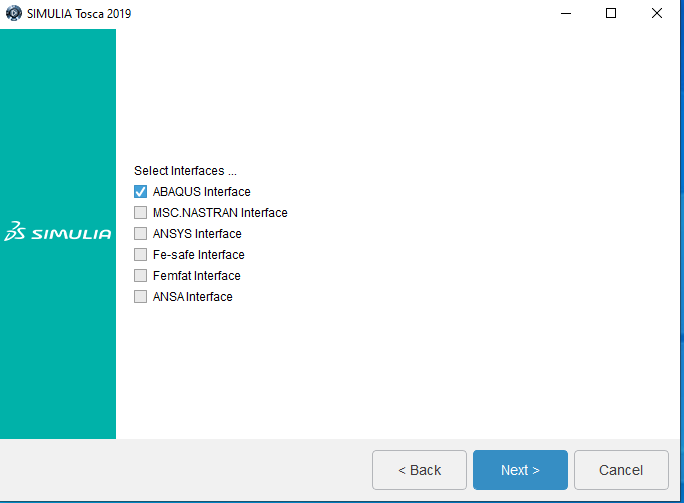 SIMULIA Tosca 2019
Select Interfaces ...
ABAQUS Interface
MSC.NASTRAN Interface
ANSYS Interface
Fe-safe Interface
Femfat Interface
ANSA Interface
3DS SIMULIA
< Back
Next >
Cancel